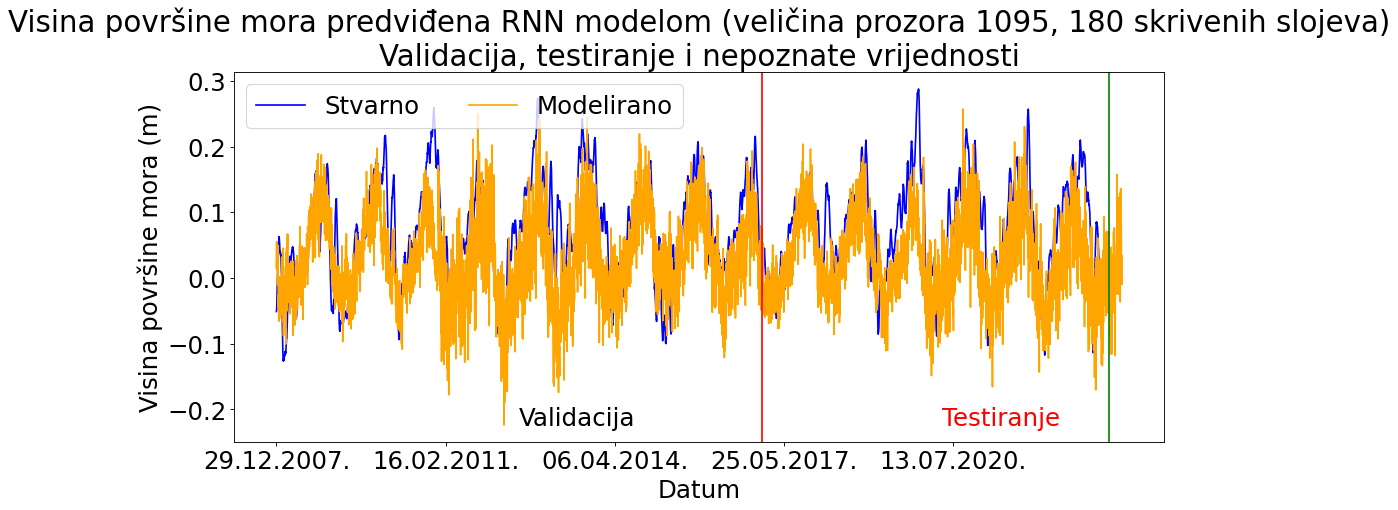 Visina površine mora predviđena RNN modelom (veličina prozora 1095, 180 skrivenih slojeva)
Validacija, testiranje i nepoznate vrijednosti
Stvarno Modelirano
Visina površine mora (m)
0.3
0.2
0.1
0.0
−0.1
−0.2
Validacija
Testiranje
29.12.2007. 16.02.2011. 06.04.2014. 25.05.2017. 13.07.2020.
Datum